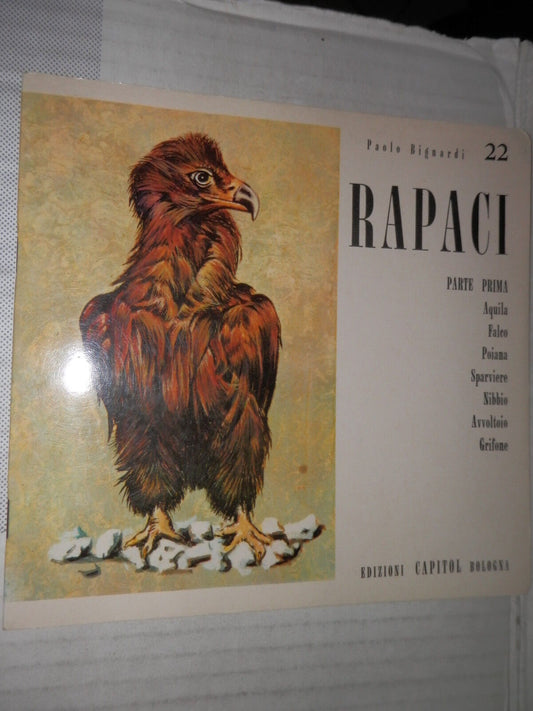 Paolo Bignardi 22
RAPACI
PARTE PRIMA
Aquila
Falco
Poiana
Sparviere
Nibbio
Avvoltoio
Grifone
EDIZIONI CAPITOL BOLOGNA